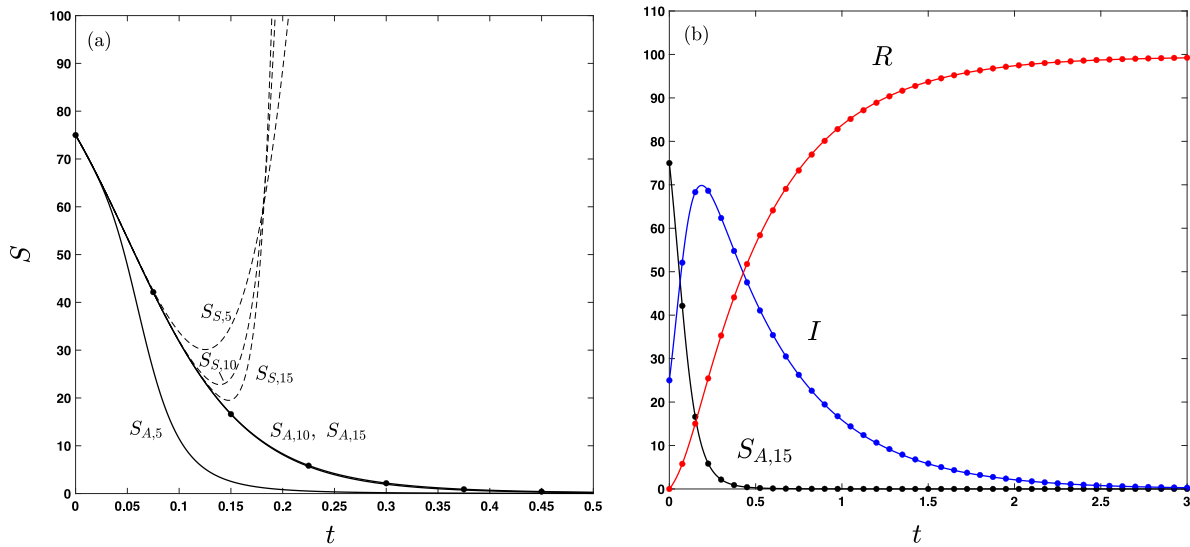 (a)
100
90
80
70
60
50
40
30
20
10
0
S
0 0.05 0.1 0.15 0.2 0.25 0.3 0.35 0.4 0.45 0.5
t
S_{S,5}
S_{S,10}
S_{S,15}
S_{A,5}
S_{A,10}, S_{A,15}
(b)
110
100
90
80
70
60
50
40
30
20
10
0
0 0.5 1 1.5 2 2.5 3
t
R
I
S_{A,15}